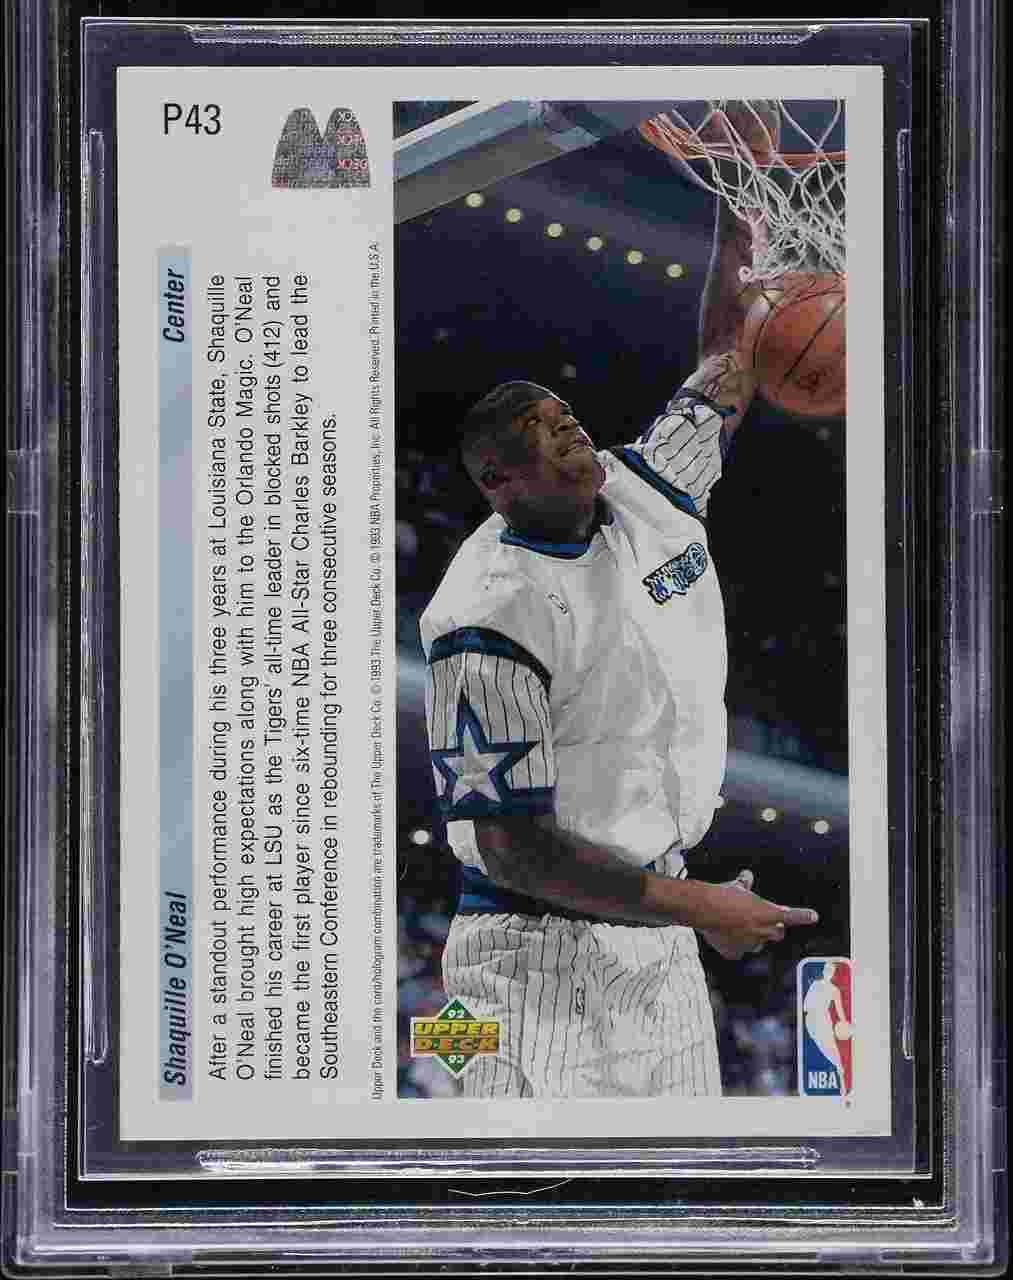 P43
Shaquille O'Neal Center
After a standout performance during his three years at Louisiana State, Shaquille
O'Neal brought high expectations along with him to the Orlando Magic. O'Neal
finished his career at LSU as the Tigers' all-time leader in blocked shots (412) and
became the first player since six-time NBA All-Star Charles Barkley to lead the
Southeastern Conference in rebounding for three consecutive seasons.
Upper Deck and the card/hologram combination are trademarks of The Upper Deck Co. © 1993 The Upper Deck Co. © 1993 NBA Properties, Inc. All Rights Reserved. Printed in the U.S.A.
92
UPPER
DECK
93
NBA